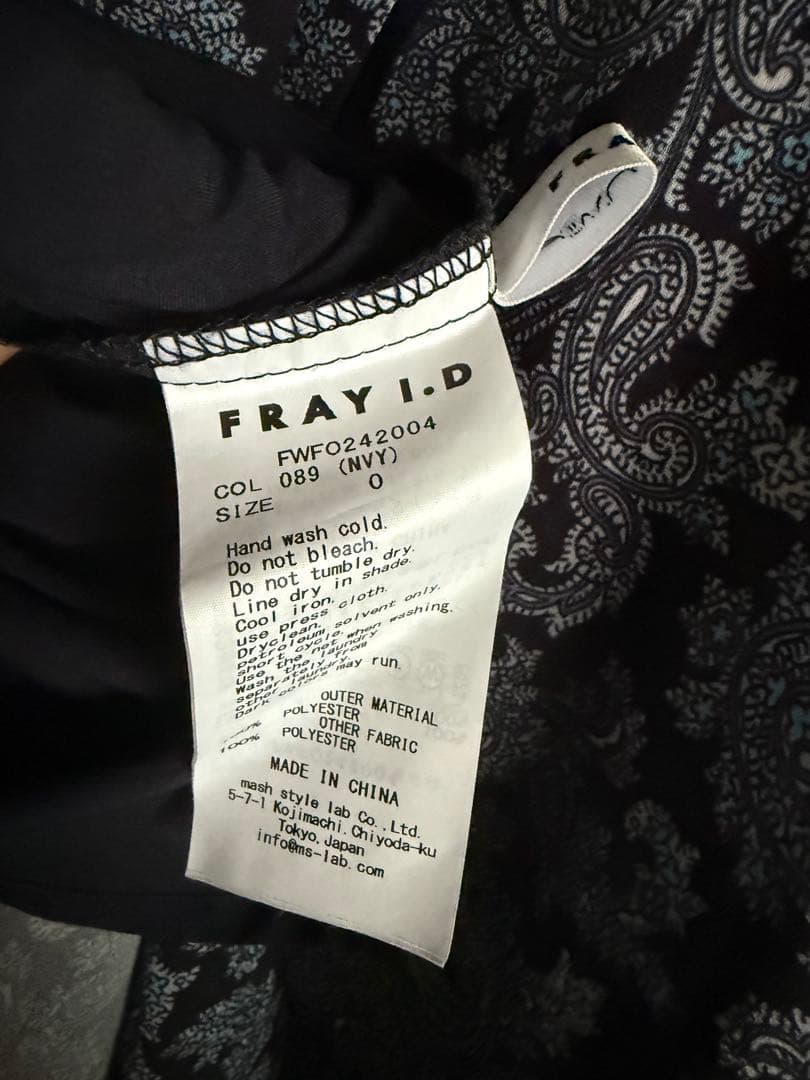 FRA
FRAY I.D
FWFO242004
COL 089 (NVY)
SIZE 0
Hand wash cold.
Do not bleach.
Do not tumble dry.
Line dry in shade.
Cool iron.
use press cloth.
Dryclean.
petroleum solvent only.
short cycle.
Use the net when washing.
Wash the laundry
separately from
other laundry.
Dark colors may run.
OUTER MATERIAL
POLYESTER
OTHER FABRIC
100% POLYESTER
MADE IN CHINA
mash style lab Co.,Ltd.
5-7-1 Kojimachi.Chiyoda-ku
Tokyo,Japan
info@ms-lab.com